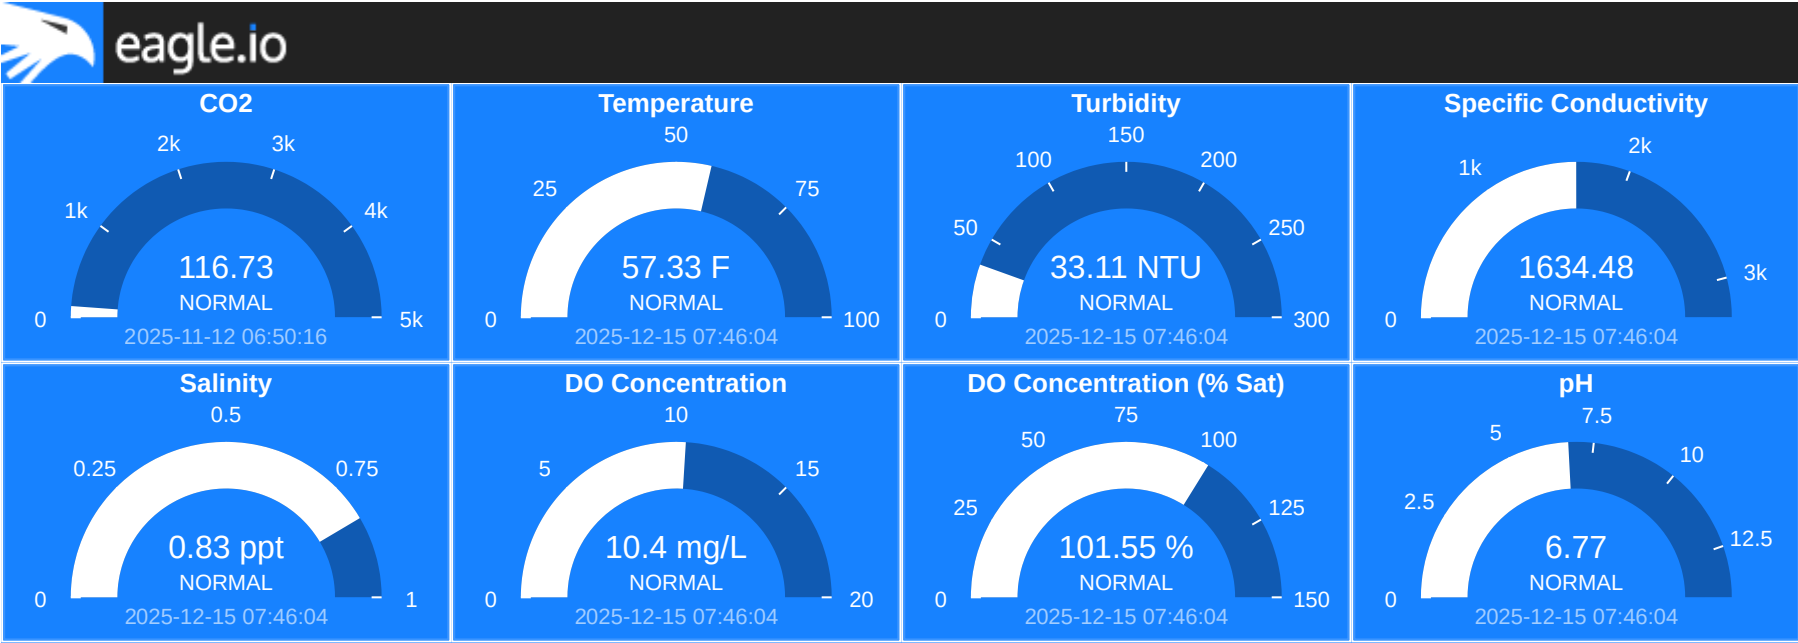 eagle.io
CO2
2k 3k
1k 4k
116.73
NORMAL
0 5k
2025-11-12 06:50:16
Temperature
50
25 75
57.33 F
NORMAL
0 100
2025-12-15 07:46:04
Turbidity
150
100 200
50 250
33.11 NTU
NORMAL
0 300
2025-12-15 07:46:04
Specific Conductivity
2k
1k
1634.48
3k
NORMAL
0
2025-12-15 07:46:04
Salinity
0.5
0.25 0.75
0.83 ppt
NORMAL
0 1
2025-12-15 07:46:04
DO Concentration
10
5 15
10.4 mg/L
NORMAL
0 20
2025-12-15 07:46:04
DO Concentration (% Sat)
75
50 100
25 125
101.55 %
NORMAL
0 150
2025-12-15 07:46:04
pH
7.5
5
10
2.5
12.5
6.77
NORMAL
0
2025-12-15 07:46:04